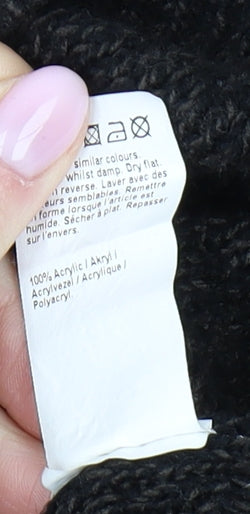 similar colours
whilst damp. Dry flat.
reverse. Laver avec des
semblables. Remettre
forme lorsque l'article est
humide. Sécher à plat. Repasser
sur l'envers.
100% Acrylic / Akryl /
Acrylvezel / Acrylique /
Polyacryl.